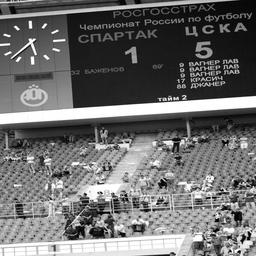 РОСГОССТРАХ
Чемпионат России по футболу
СПАРТАК ЦСКА
1 5
32 БАЖЕНОВ 89' 9 ВАГНЕР ЛАВ
9 ВАГНЕР ЛАВ
9 ВАГНЕР ЛАВ
17 КРАСИЧ
88 ДЖАНЕР
тайм 2